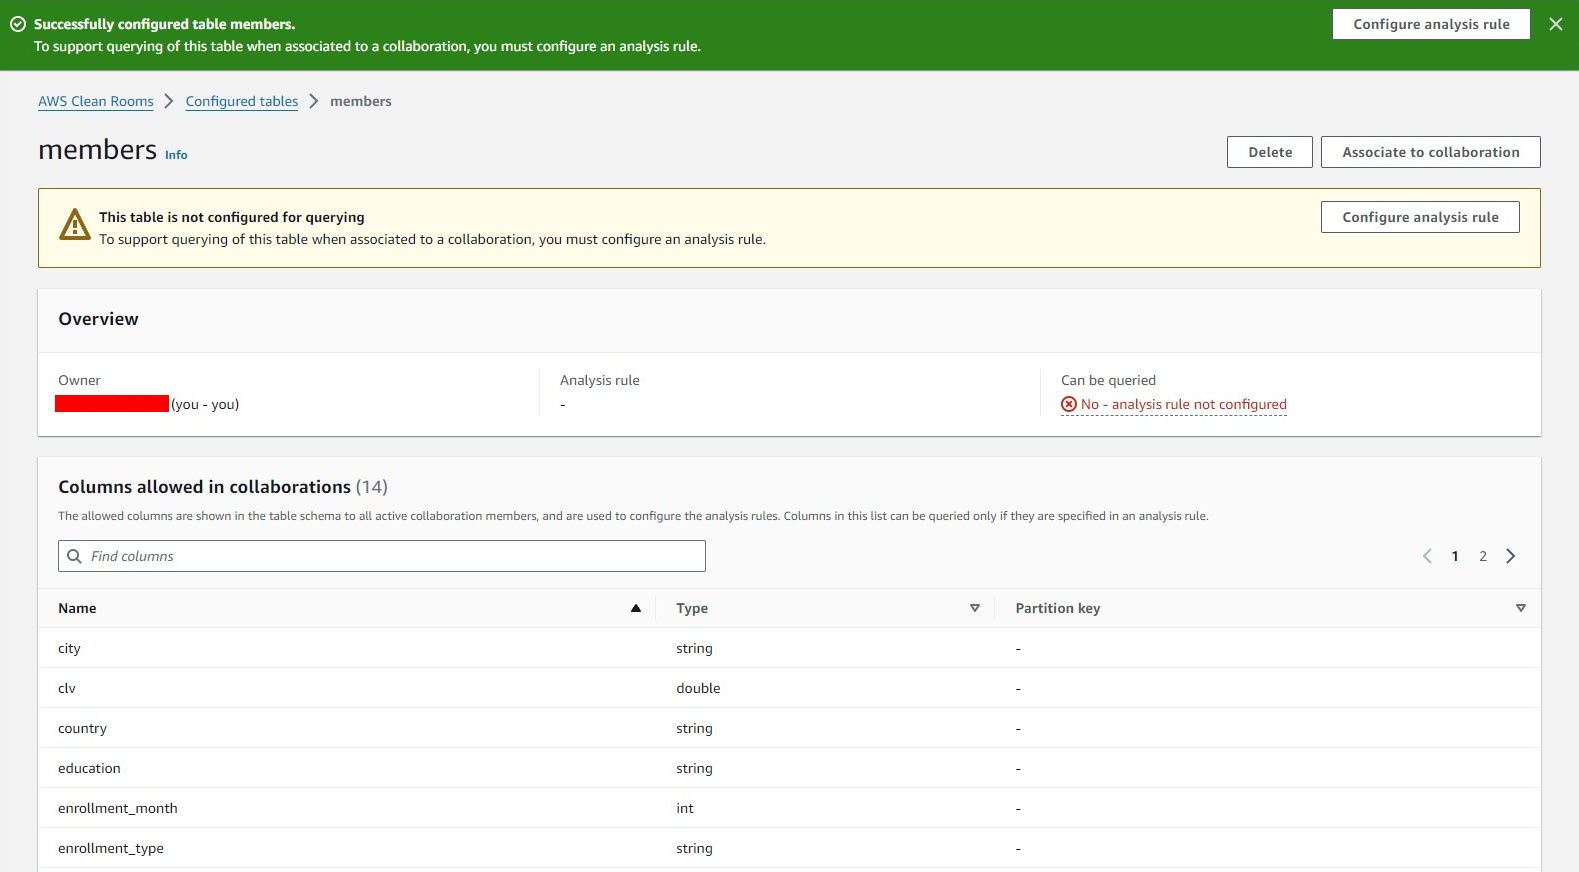 Successfully configured table members.
To support querying of this table when associated to a collaboration, you must configure an analysis rule.
Configure analysis rule
AWS Clean Rooms
Configured tables
members
members Info
Delete
Associate to collaboration
This table is not configured for querying
To support querying of this table when associated to a collaboration, you must configure an analysis rule.
Configure analysis rule
Overview
Owner
(you - you)
Analysis rule
-
Can be queried
No - analysis rule not configured
Columns allowed in collaborations (14)
The allowed columns are shown in the table schema to all active collaboration members, and are used to configure the analysis rules. Columns in this list can be queried only if they are specified in an analysis rule.
Find columns
1 2
Name Type Partition key
city string -
clv double -
country string -
education string -
enrollment_month int -
enrollment_type string -